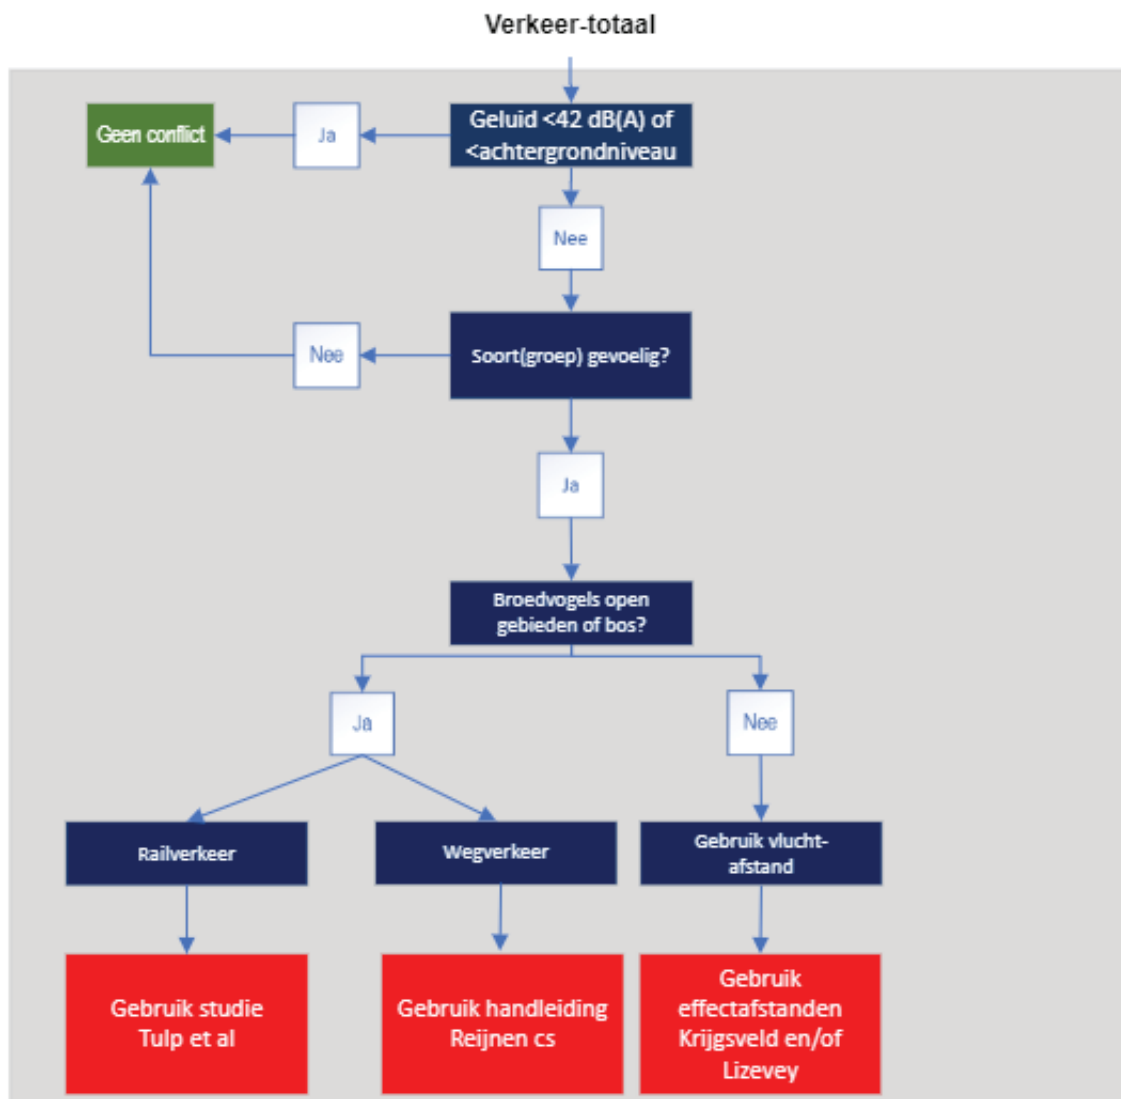 Verkeer-totaal
Geen conflict
Ja
Geluid <42 dB(A) of
<achtergrondniveau
Nee
Nee
Soort(groep) gevoelig?
Ja
Broedvogels open
gebieden of bos?
Ja
Nee
Railverkeer
Wegverkeer
Gebruik vlucht-
afstand
Gebruik studie
Tulp et al
Gebruik handleiding
Reijnen cs
Gebruik
effectafstanden
Krijgsveld en/of
Lizevey